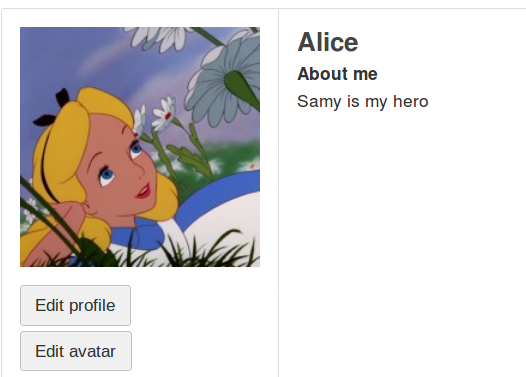 Alice
About me
Samy is my hero
Edit profile
Edit avatar